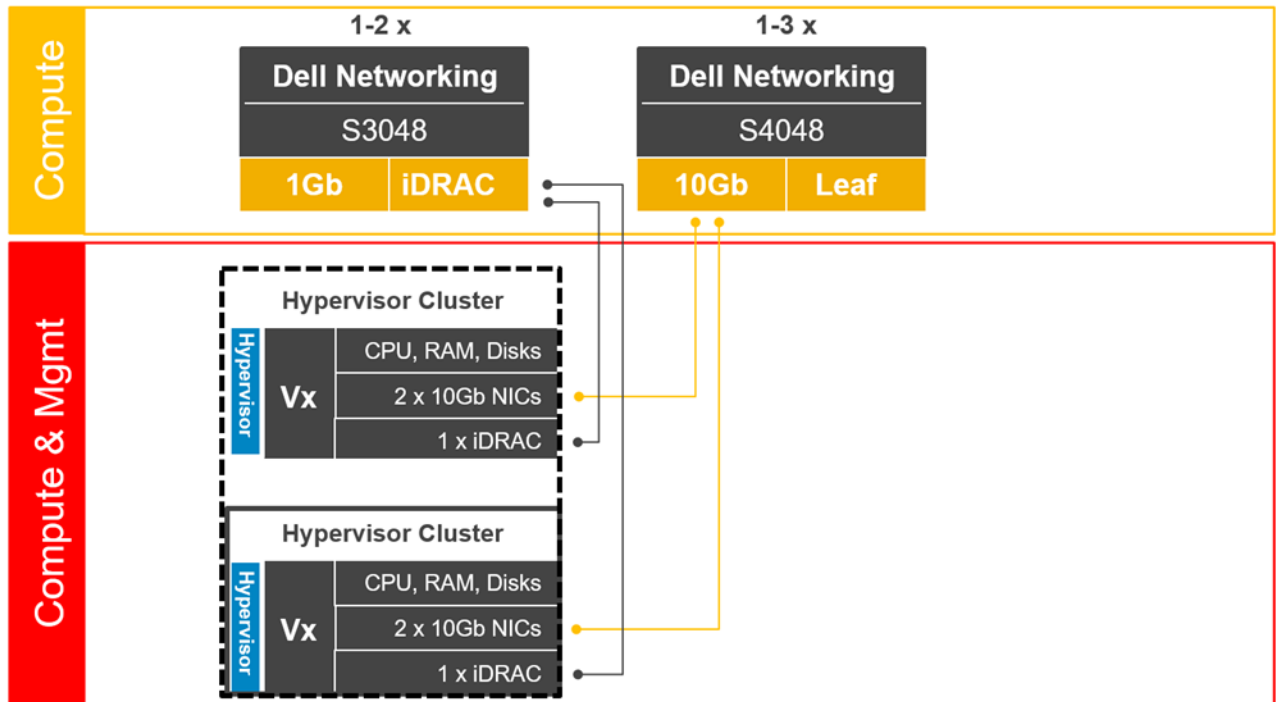 Compute
1-2 x
Dell Networking
S3048
1Gb
iDRAC
1-3 x
Dell Networking
S4048
10Gb
Leaf
Compute & Mgmt
Hypervisor Cluster
Hypervisor
Vx
CPU, RAM, Disks
2 x 10Gb NICs
1 x iDRAC
Hypervisor Cluster
Hypervisor
Vx
CPU, RAM, Disks
2 x 10Gb NICs
1 x iDRAC